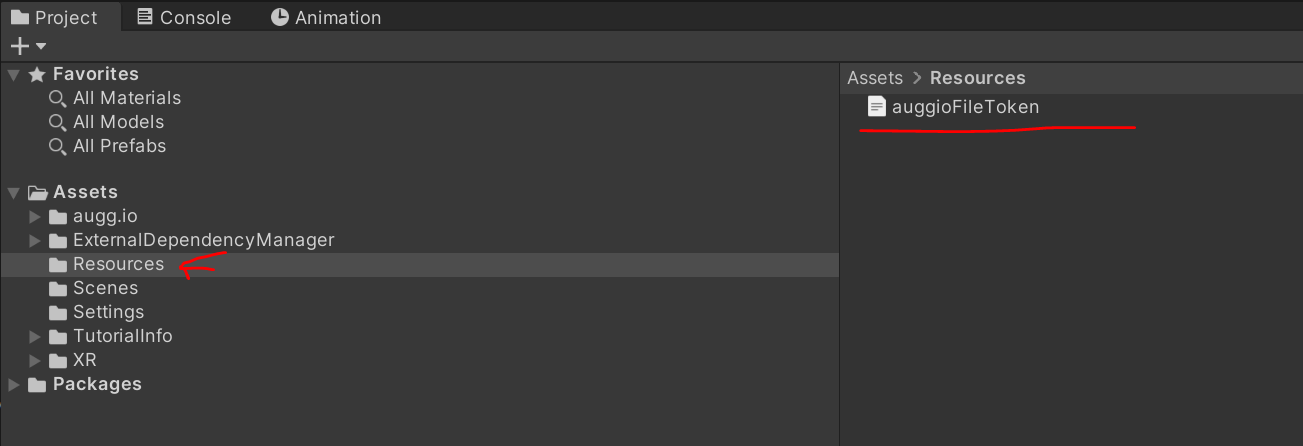 Project Console Animation
Favorites
All Materials
All Models
All Prefabs
Assets
augg.io
ExternalDependencyManager
Resources
Scenes
Settings
TutorialInfo
XR
Packages
Assets > Resources
auggioFileToken